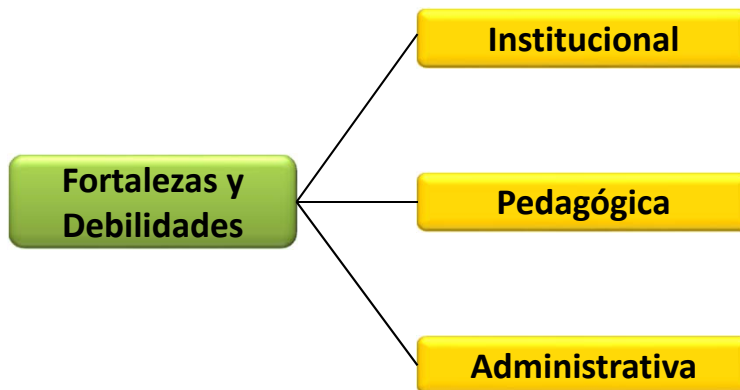 Institucional
Fortalezas y
Debilidades
Pedagógica
Administrativa